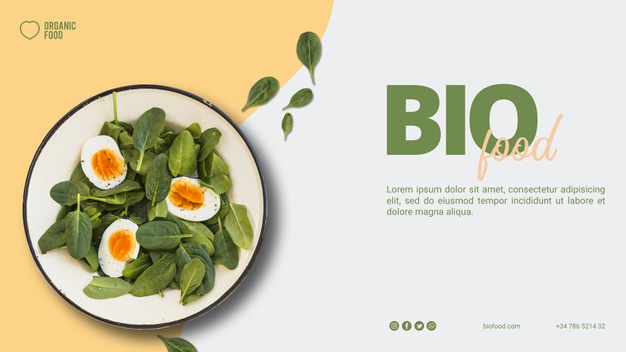 ORGANIC
FOOD
BIO
food
Lorem ipsum dolor sit amet, consectetur adipisicing
elit, sed do eiusmod tempor incididunt ut labore et
dolore magna aliqua.
biofood.com
+34 786 5214 32